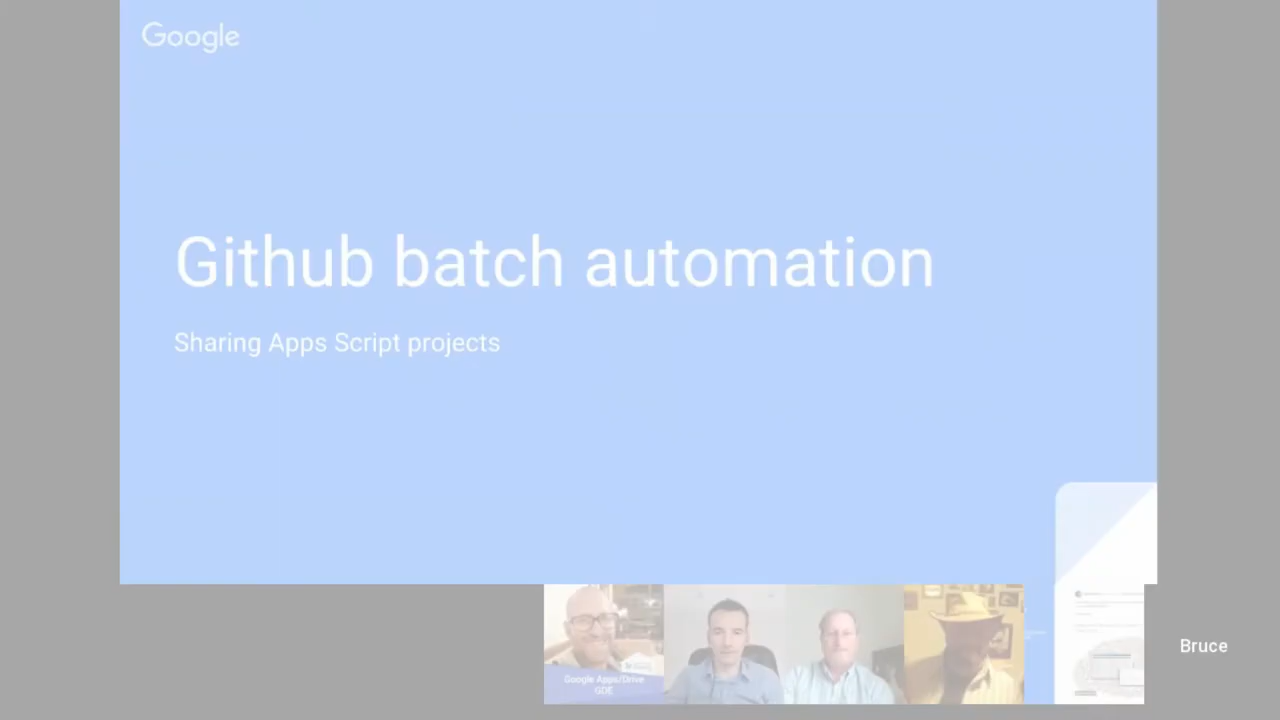 Google
Github batch automation
Sharing Apps Script projects
Google Apps/Drive
GDE
Bruce